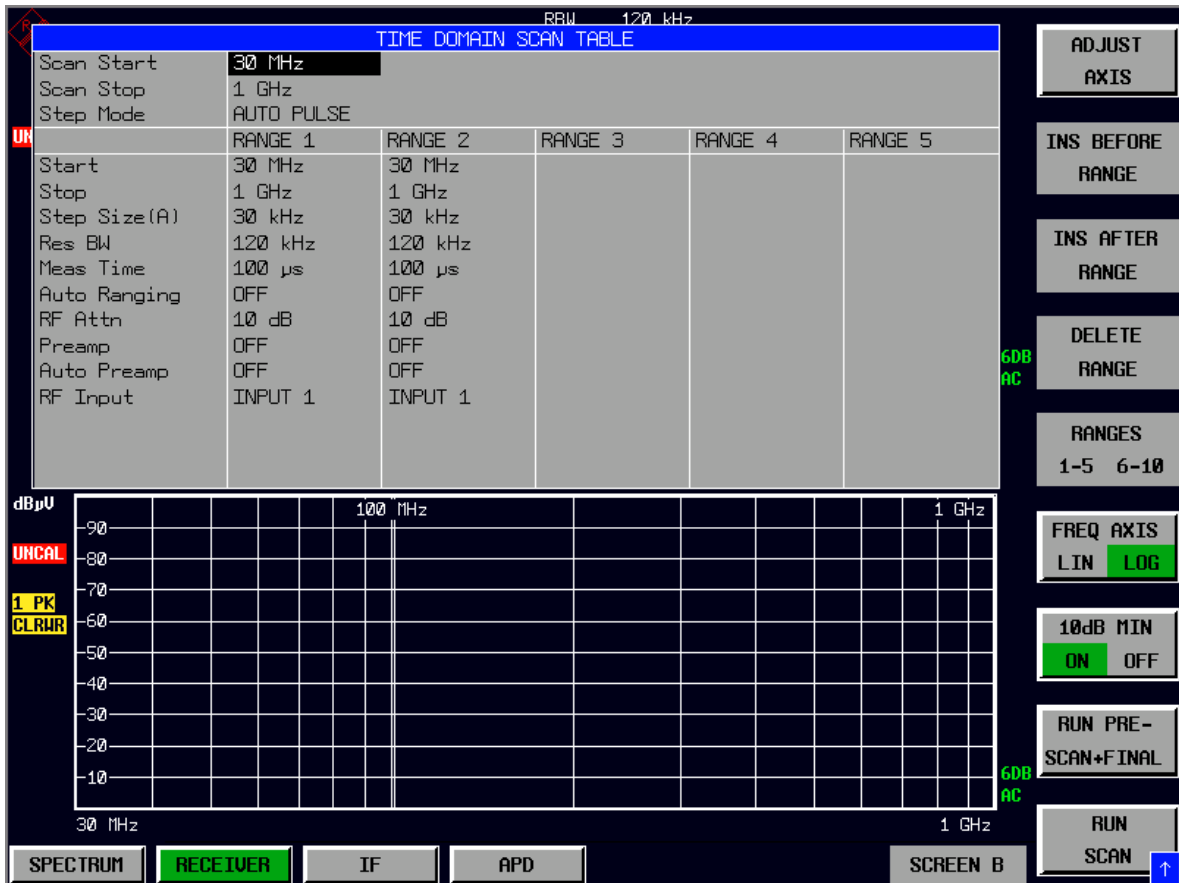 RBW 120 kHz
TIME DOMAIN SCAN TABLE
Scan Start 30 MHz
Scan Stop 1 GHz
Step Mode AUTO PULSE
UN
RANGE 1 RANGE 2 RANGE 3 RANGE 4 RANGE 5
Start 30 MHz 30 MHz
Stop 1 GHz 1 GHz
Step Size(A) 30 kHz 30 kHz
Res BW 120 kHz 120 kHz
Meas Time 100 µs 100 µs
Auto Ranging OFF OFF
RF Attn 10 dB 10 dB
Preamp OFF OFF
Auto Preamp OFF OFF
RF Input INPUT 1 INPUT 1
6DB
AC
dBµV
100 MHz 1 GHz
90
UNCAL
80
70
1 PK
CLRWR
60
50
40
30
20
10
6DB
AC
30 MHz 1 GHz
SPECTRUM RECEIVER IF APD SCREEN B
ADJUST
AXIS
INS BEFORE
RANGE
INS AFTER
RANGE
DELETE
RANGE
RANGES
1-5 6-10
FREQ AXIS
LIN LOG
10dB MIN
ON OFF
RUN PRE-
SCAN+FINAL
RUN
SCAN
↑